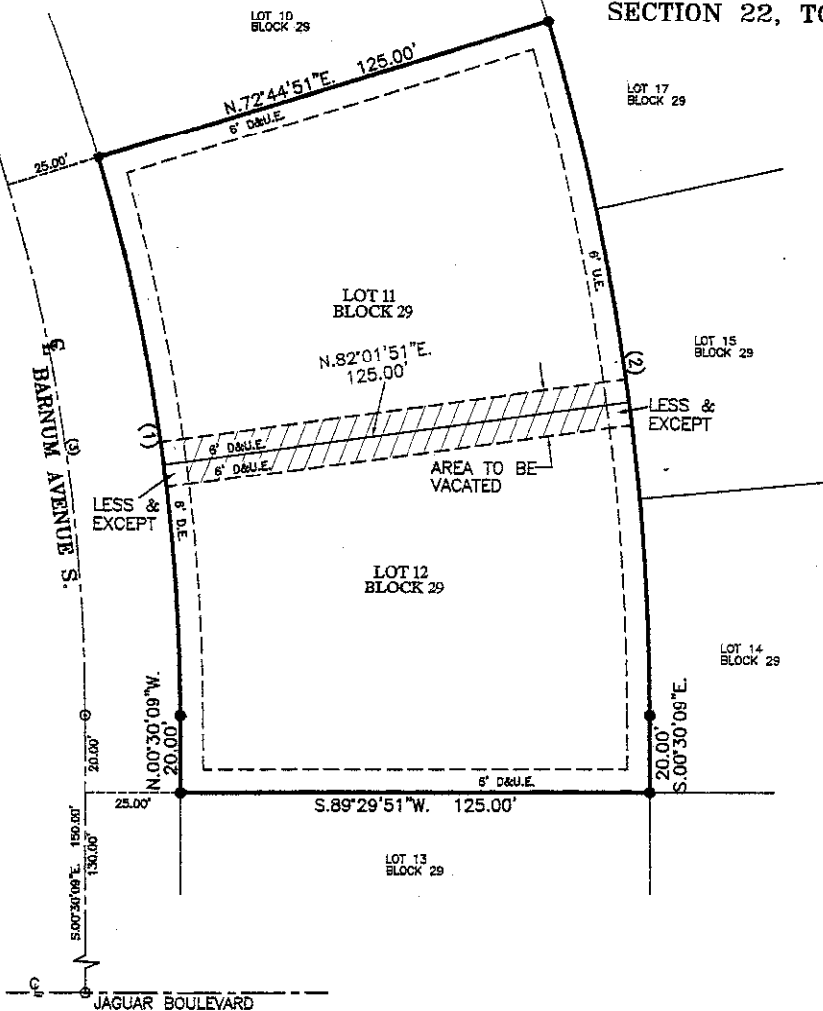 SECTION 22, TO
LOT 10
BLOCK 29
N.72°44'51"E. 125.00'
6' D&U.E.
LOT 17
BLOCK 29
25.00'
6' U.E.
LOT 11
BLOCK 29
N.82°01'51"E.
125.00'
LOT 15
BLOCK 29
(2)
(1)
(3)
℄ BARNUM AVENUE S.
LESS &
EXCEPT
6' D&U.E.
6' D&U.E.
AREA TO BE
VACATED
LESS &
EXCEPT
6' D.E.
LOT 12
BLOCK 29
LOT 14
BLOCK 29
N.00°30'09"W.
20.00'
20.00'
S.00°30'09"E.
20.00'
6' D&U.E.
25.00'
S.89°29'51"W. 125.00'
S.00°30'09"E. 150.00'
130.00'
LOT 13
BLOCK 29
℄
JAGUAR BOULEVARD